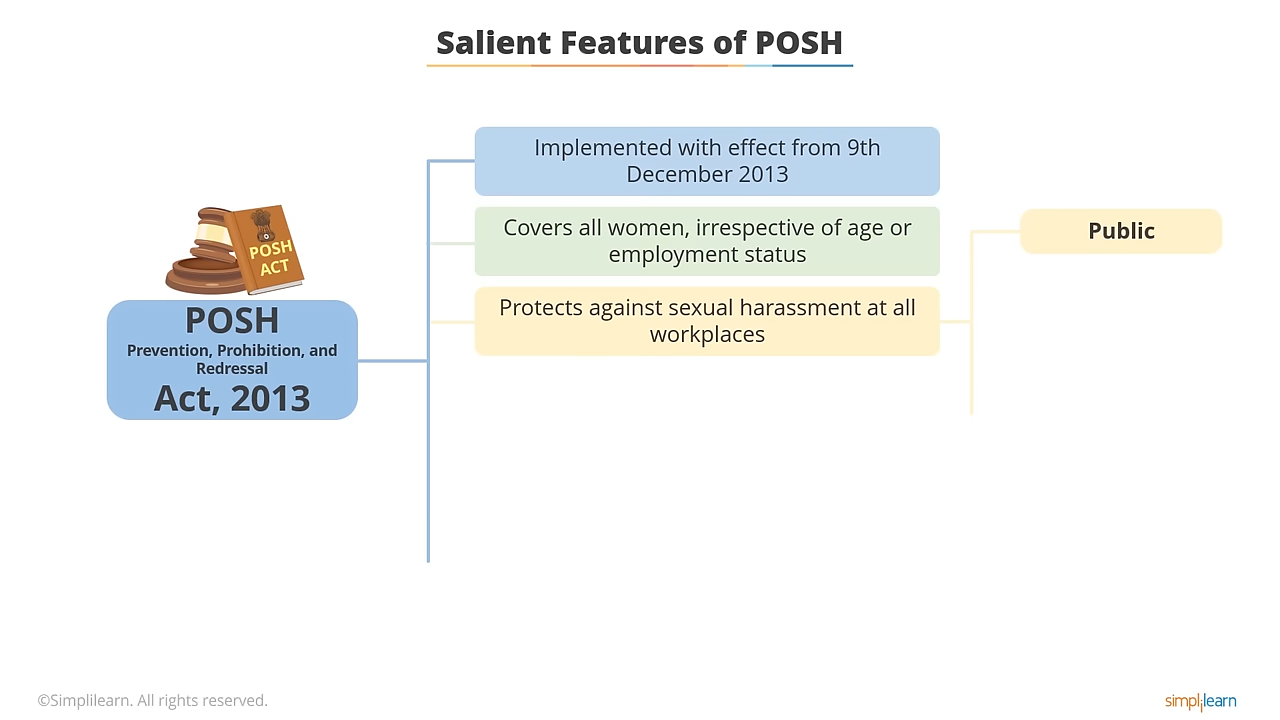 Salient Features of POSH
Implemented with effect from 9th
December 2013
Covers all women, irrespective of age or
employment status
Public
POSH
ACT
Protects against sexual harassment at all
workplaces
POSH
Prevention, Prohibition, and
Redressal
Act, 2013
©Simplilearn. All rights reserved.
simplilearn